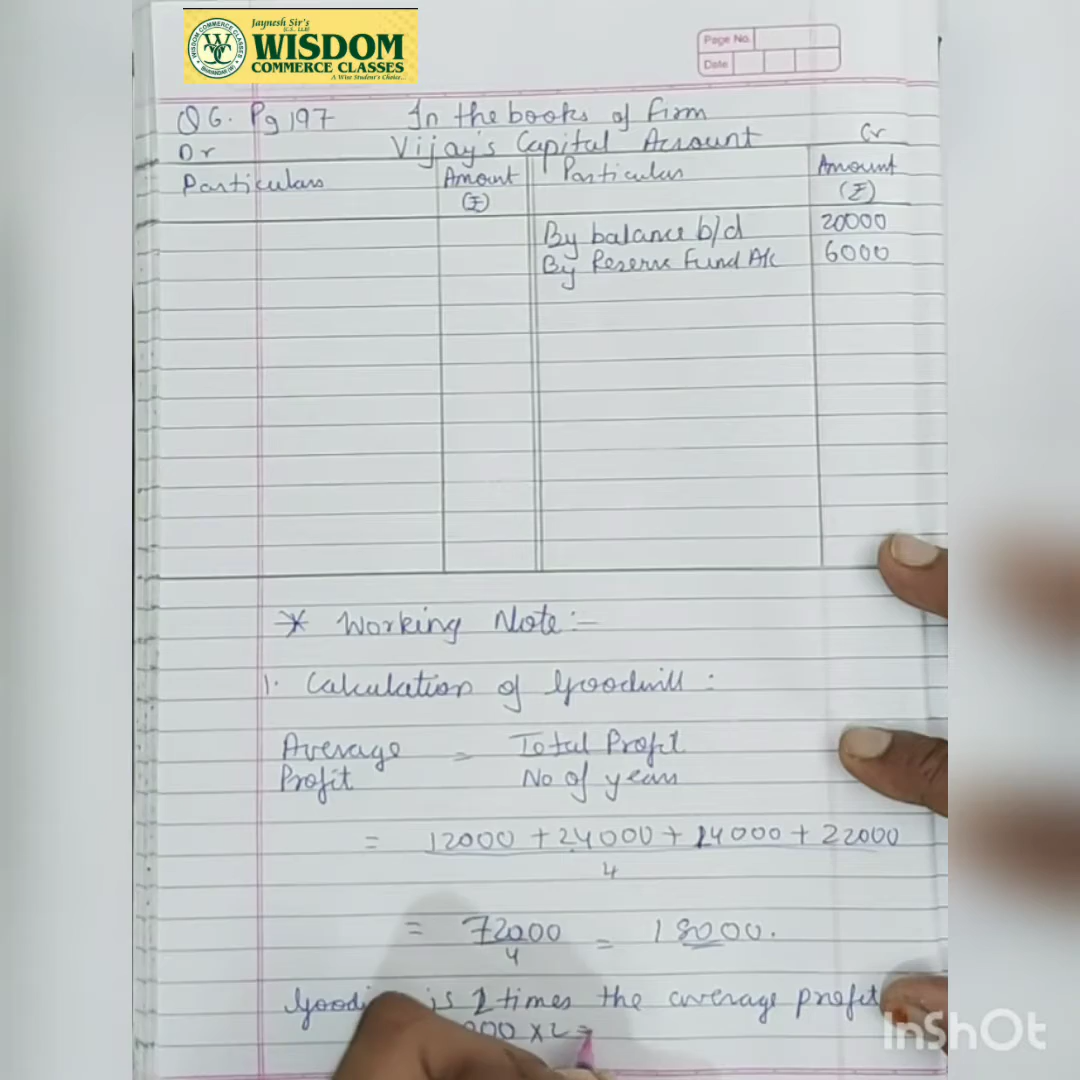 Jaynesh Sir's
WISDOM
COMMERCE CLASSES
A Wise Student's Choice...
Page No.
Date
Q6. Pg 197 In the books of firm
Dr Vijay's Capital Account Cr
Particulars Amount (₹) Particulars Amount (₹)
By balance b/d 20000
By Reserve Fund A/c 6000
* Working Note :-
1. Calculation of Goodwill :
Average Profit = Total Profit
No of years
= 12000 + 24000 + 14000 + 22000
4
= 72000 = 18000.
4
is 2 times the average profit
000 × 2 =
InShOt